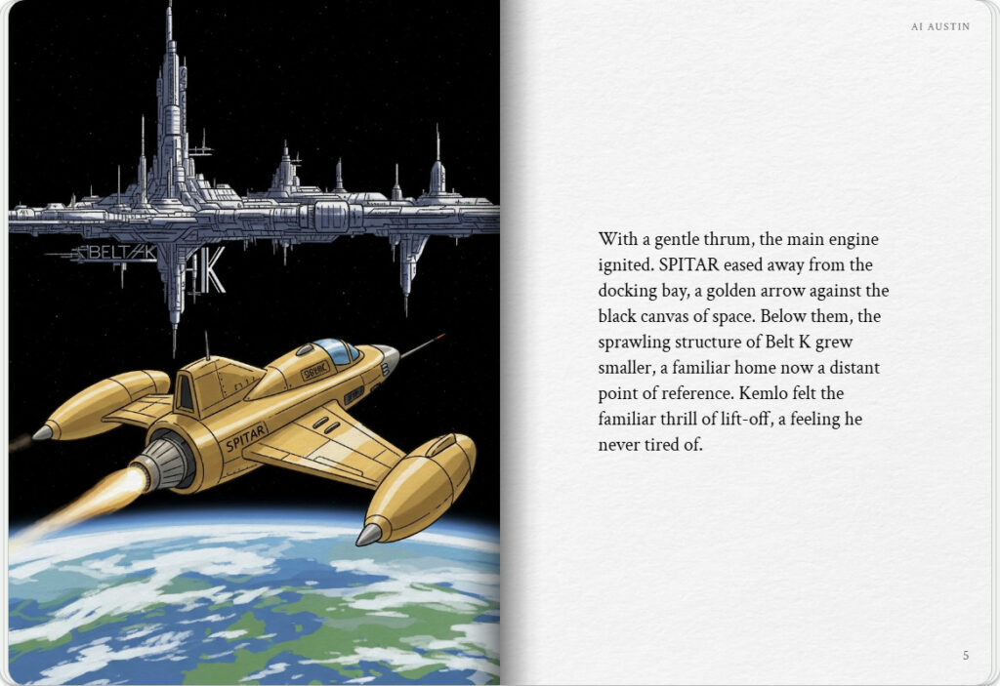 BELT
K
SPITAR
AI AUSTIN
With a gentle thrum, the main engine
ignited. SPITAR eased away from the
docking bay, a golden arrow against the
black canvas of space. Below them, the
sprawling structure of Belt K grew
smaller, a familiar home now a distant
point of reference. Kemlo felt the
familiar thrill of lift-off, a feeling he
never tired of.
5